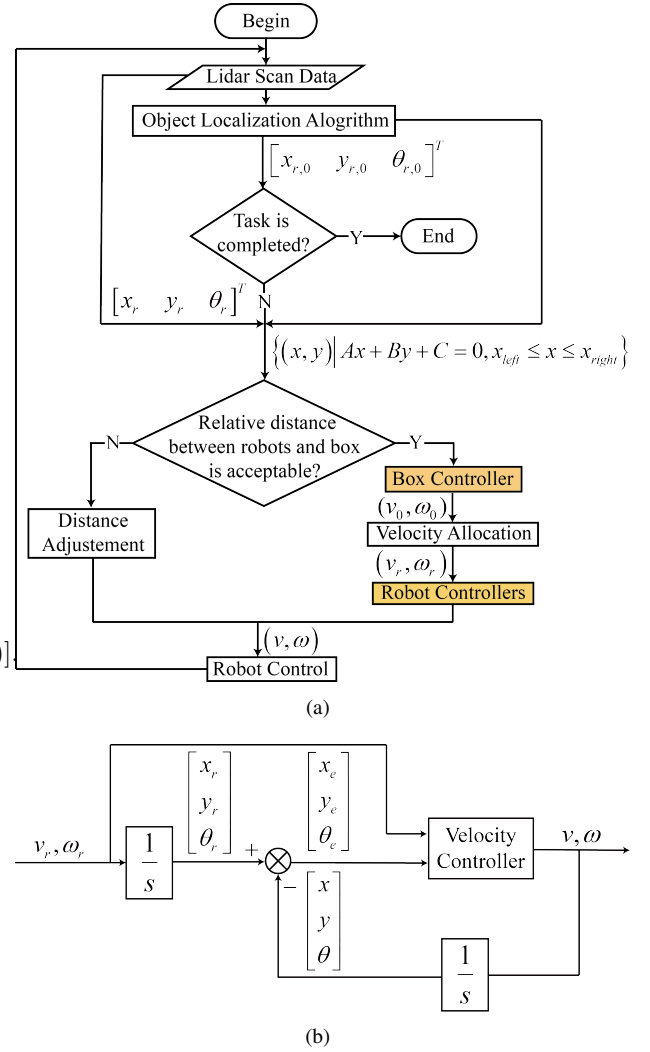 Begin
Lidar Scan Data
Object Localization Alogrithm
[x_{r,0} y_{r,0} θ_{r,0}]^T
Task is
completed?
Y
End
[x_r y_r θ_r]^T
N
{(x, y)| Ax + By + C = 0, x_{left} ≤ x ≤ x_{right}}
Relative distance
between robots and box
is acceptable?
N
Y
Box Controller
(v_0, ω_0)
Distance
Adjustement
Velocity Allocation
(v_r, ω_r)
Robot Controllers
(v, ω)
)].
Robot Control
(a)
[x_r
y_r
θ_r]
[x_e
y_e
θ_e]
v_r, ω_r
1
s
+
Velocity
Controller
v, ω
−
[x
y
θ]
1
s
(b)